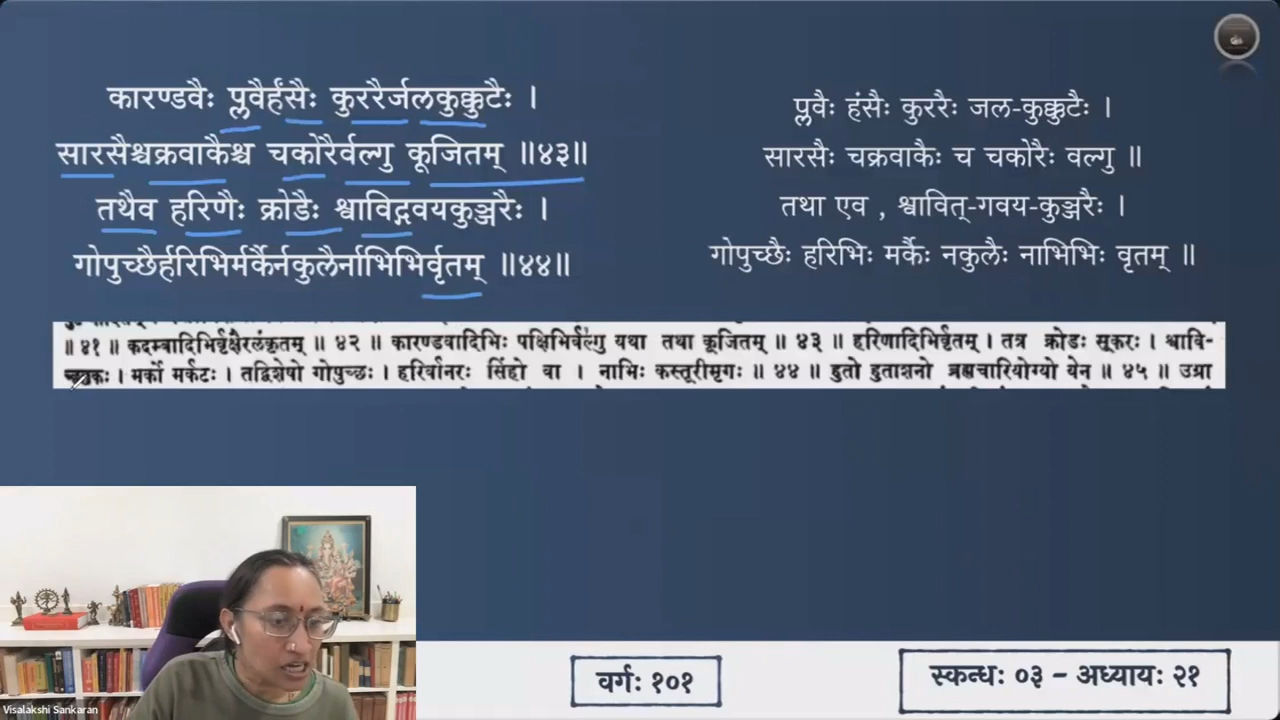 कारण्डवैः प्लवैर्हंसैः कुररैर्जलकुक्कुटैः ।
सारसैश्चक्रवाकैश्च चकोरैर्वल्गु कूजितम् ॥४३॥
तथैव हरिणैः क्रोडैः श्वाविद्गवयकुञ्जरैः ।
गोपुच्छैर्हरिभिर्मर्कैर्नकुलैर्नाभिभिर्वृतम् ॥४४॥
प्लवैः हंसैः कुररैः जल-कुक्कुटैः ।
सारसैः चक्रवाकैः च चकोरैः वल्गु ॥
तथा एव , श्वावित्-गवय-कुञ्जरैः ।
गोपुच्छैः हरिभिः मर्कैः नकुलैः नाभिभिः वृतम् ॥
॥ ४१ ॥ कदम्बादिभिर्वृक्षैरलंकृतम् ॥ ४२ ॥ कारण्डवादिभिः पक्षिभिर्वल्गु यथा तथा कूजितम् ॥ ४३ ॥ हरिणादिभिर्वृतम् । तत्र क्रोडः सूकरः । श्वावि-
। मर्को मर्कटः । तद्विशेषो गोपुच्छः । हरिर्वानरः सिंहो वा । नाभिः कस्तूरीमृगः ॥ ४४ ॥ हुतो हुताशनो ब्रह्मचारियोग्यो येन ॥ ४५ ॥ उग्रा
Visalakshi Sankaran
वर्गः १०१
स्कन्धः ०३ - अध्यायः २१